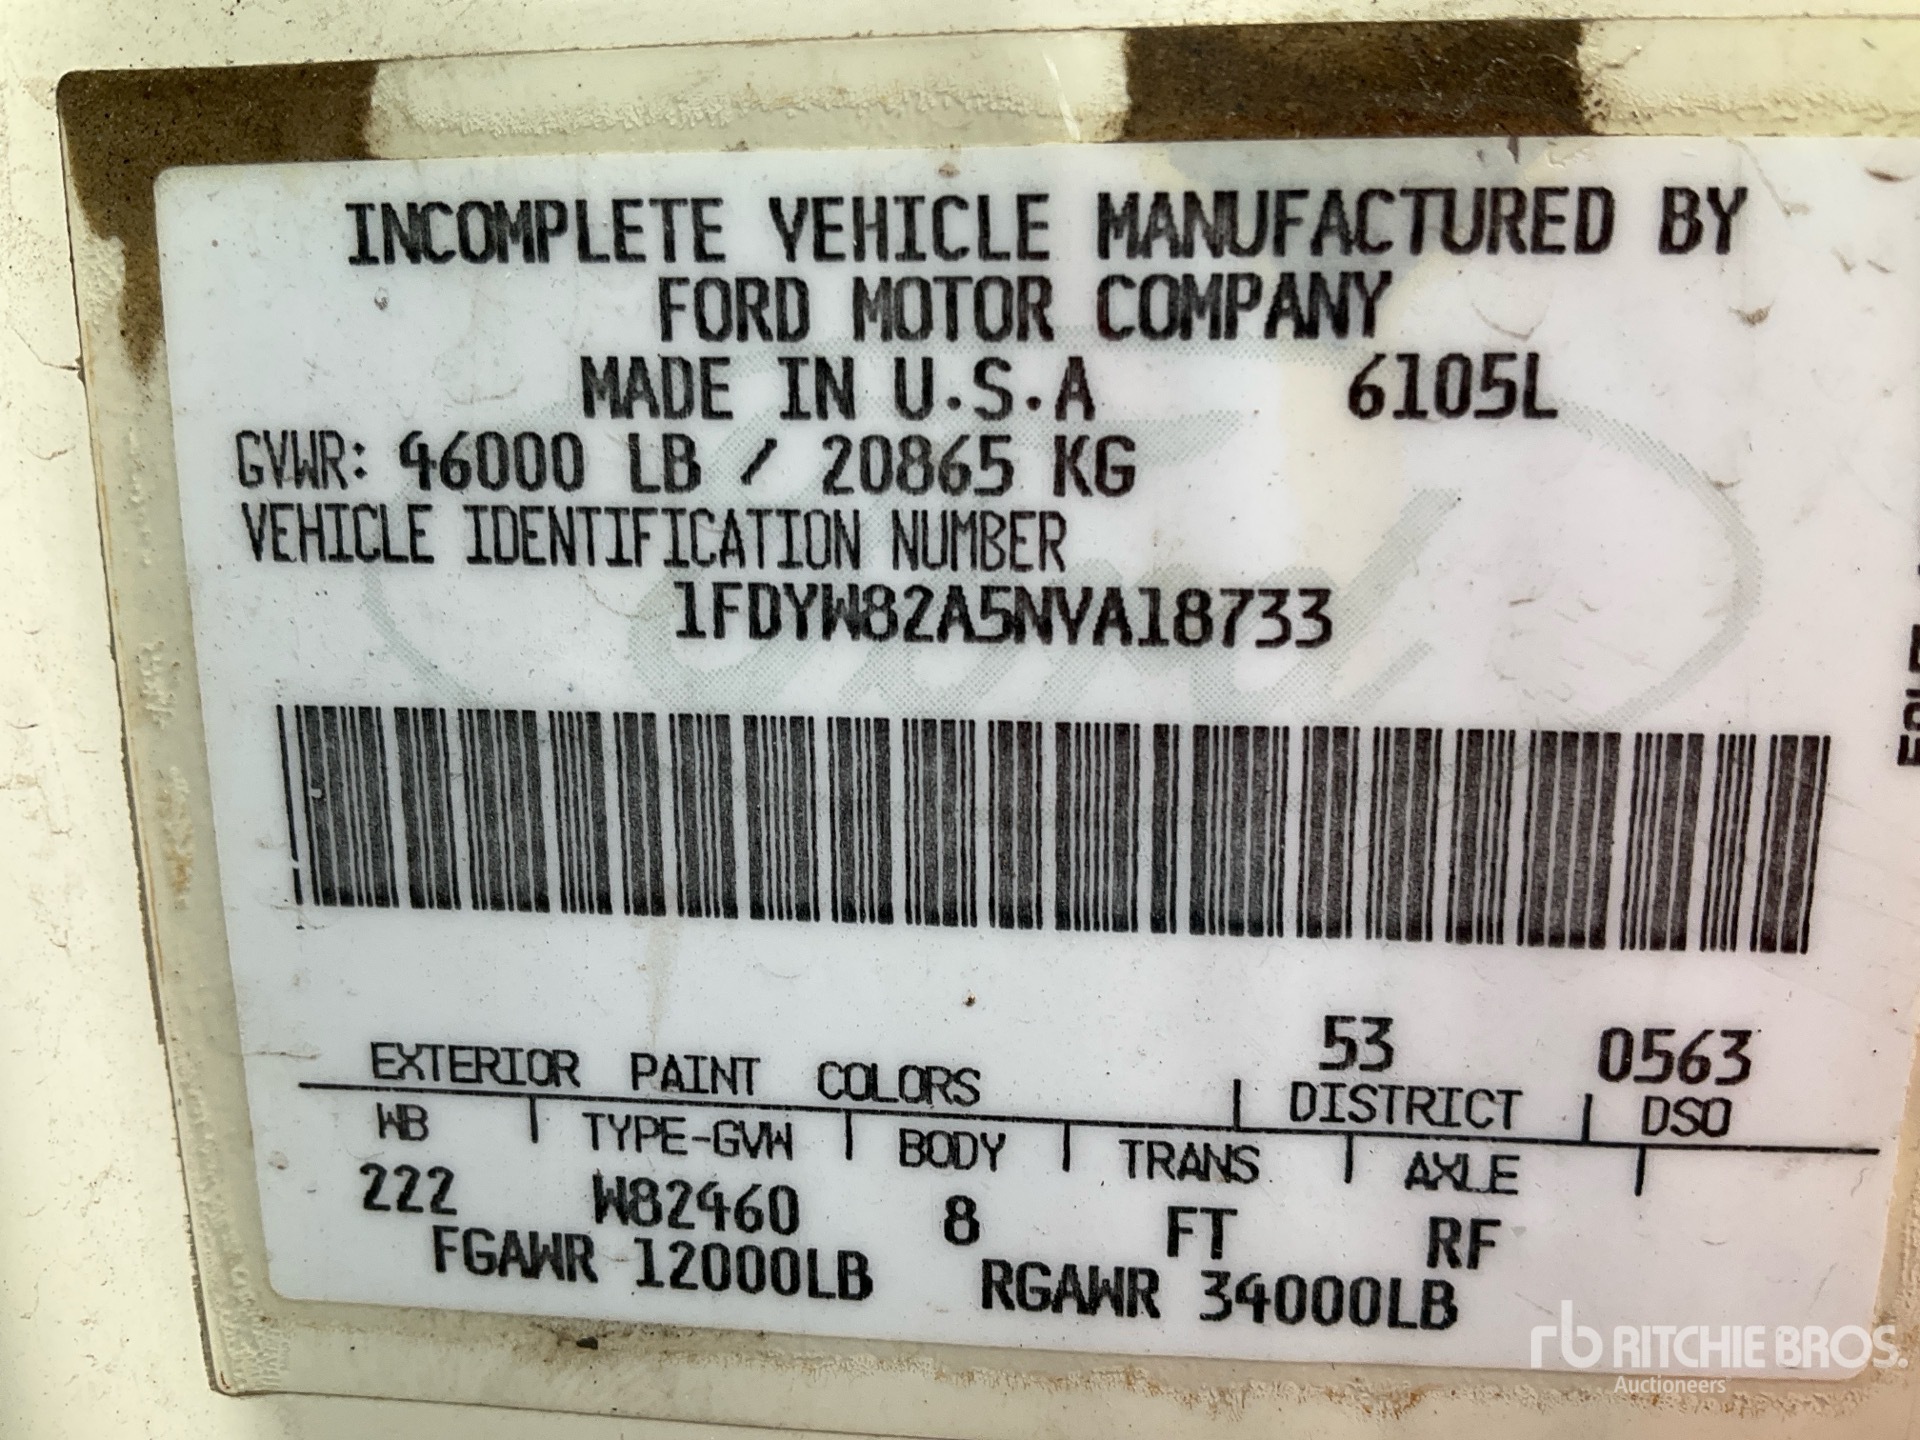 INCOMPLETE VEHICLE MANUFACTURED BY
FORD MOTOR COMPANY
MADE IN U.S.A 6105L
GVWR: 46000 LB / 20865 KG
VEHICLE IDENTIFICATION NUMBER
1FDYW82A5NVA18733
53 0563
EXTERIOR PAINT COLORS | DISTRICT | DSO
WB | TYPE-GVW | BODY | TRANS | AXLE |
222 W82460 8 FT RF
FGAWR 12000LB RGAWR 34000LB
rb RITCHIE BROS.
Auctioneers